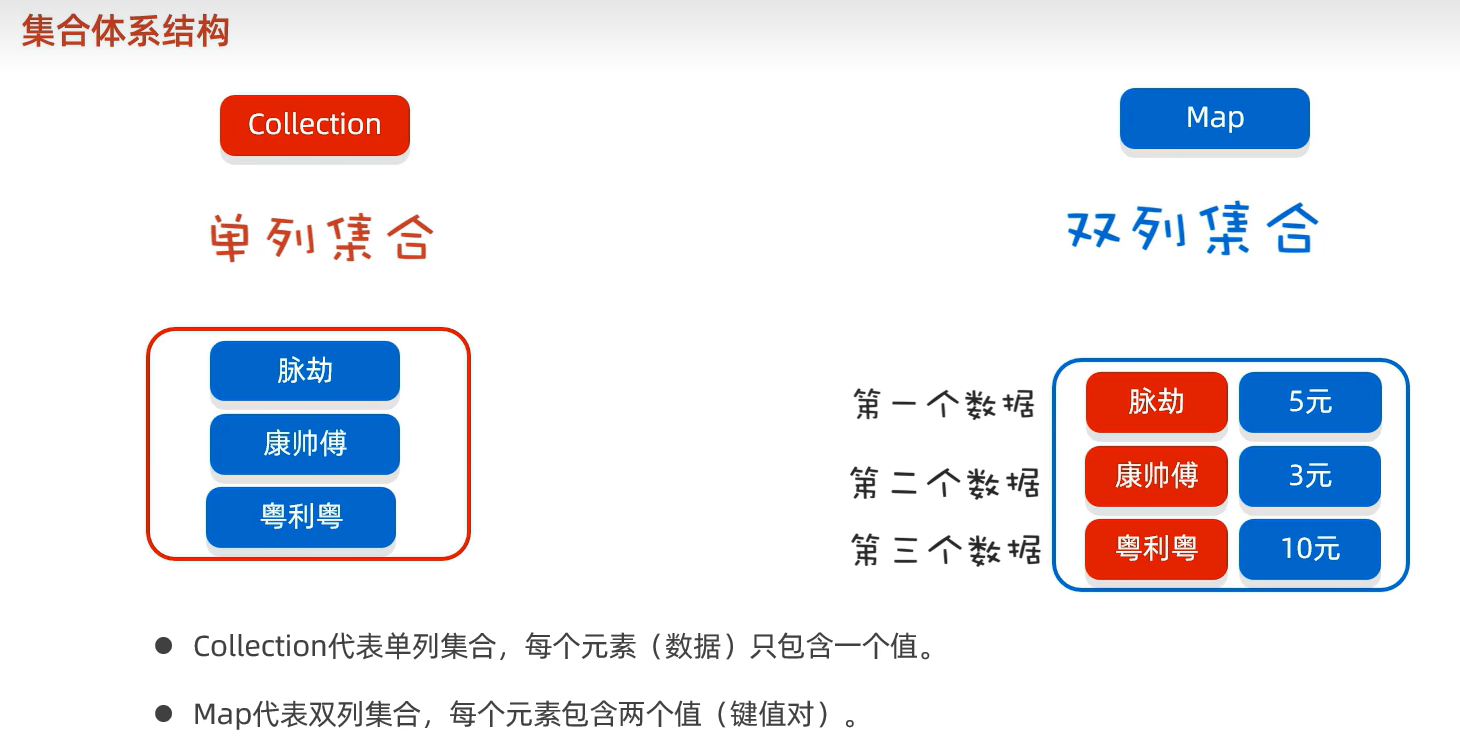 集合体系结构
Collection
Map
单列集合
双列集合
脉劫
康帅傅
粤利粤
第一个数据 脉劫 5元
第二个数据 康帅傅 3元
第三个数据 粤利粤 10元
● Collection代表单列集合，每个元素（数据）只包含一个值。
● Map代表双列集合，每个元素包含两个值（键值对）。